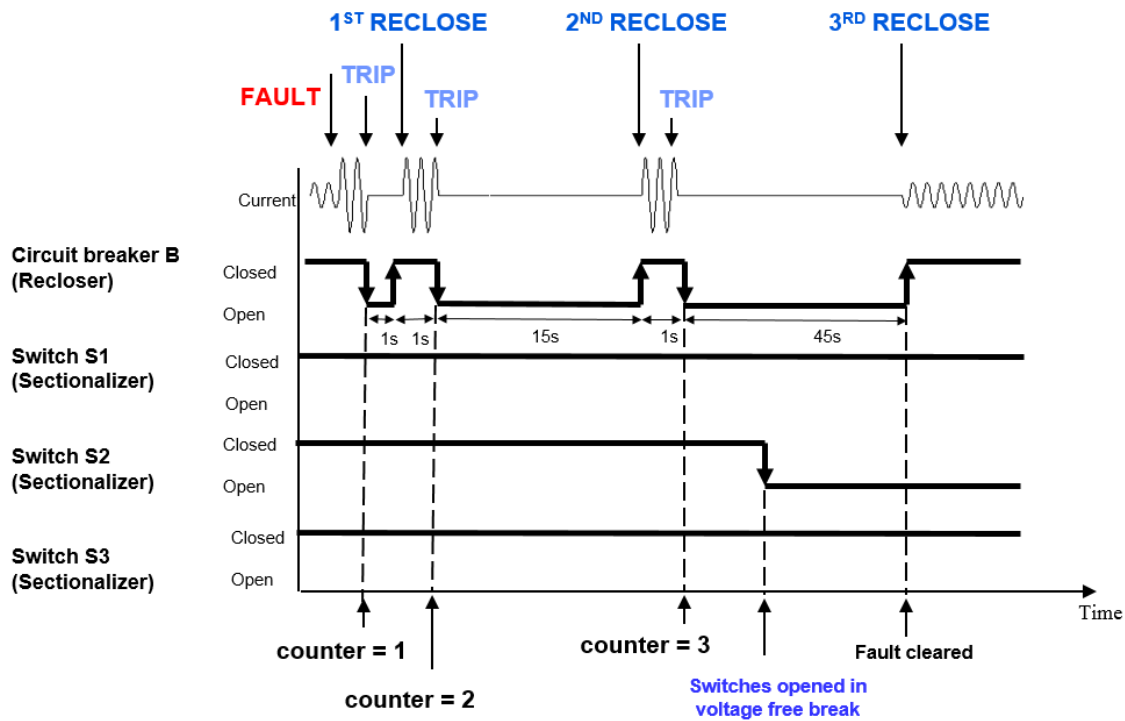 1ST RECLOSE
2ND RECLOSE
3RD RECLOSE
TRIP
FAULT
TRIP
TRIP
Current
Circuit breaker B
(Recloser)
Closed
Open
1s
1s
15s
1s
45s
Switch S1
(Sectionalizer)
Closed
Open
Switch S2
(Sectionalizer)
Closed
Open
Switch S3
(Sectionalizer)
Closed
Open
Time
counter = 1
counter = 2
counter = 3
Fault cleared
Switches opened in
voltage free break